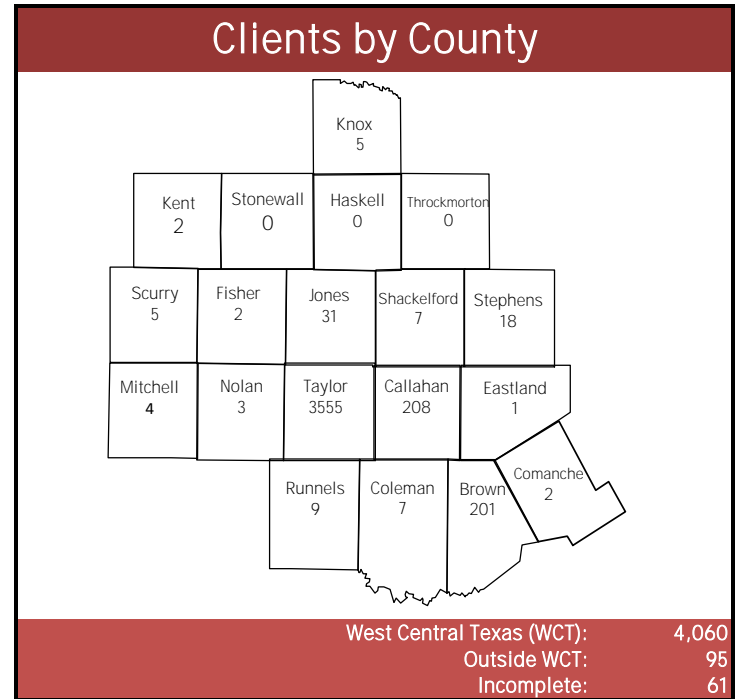 Clients by County
Knox
5
Kent
2
Stonewall
0
Haskell
0
Throckmorton
0
Scurry
5
Fisher
2
Jones
31
Shackelford
7
Stephens
18
Mitchell
4
Nolan
3
Taylor
3555
Callahan
208
Eastland
1
Runnels
9
Coleman
7
Brown
201
Comanche
2
West Central Texas (WCT): 4,060
Outside WCT: 95
Incomplete: 61